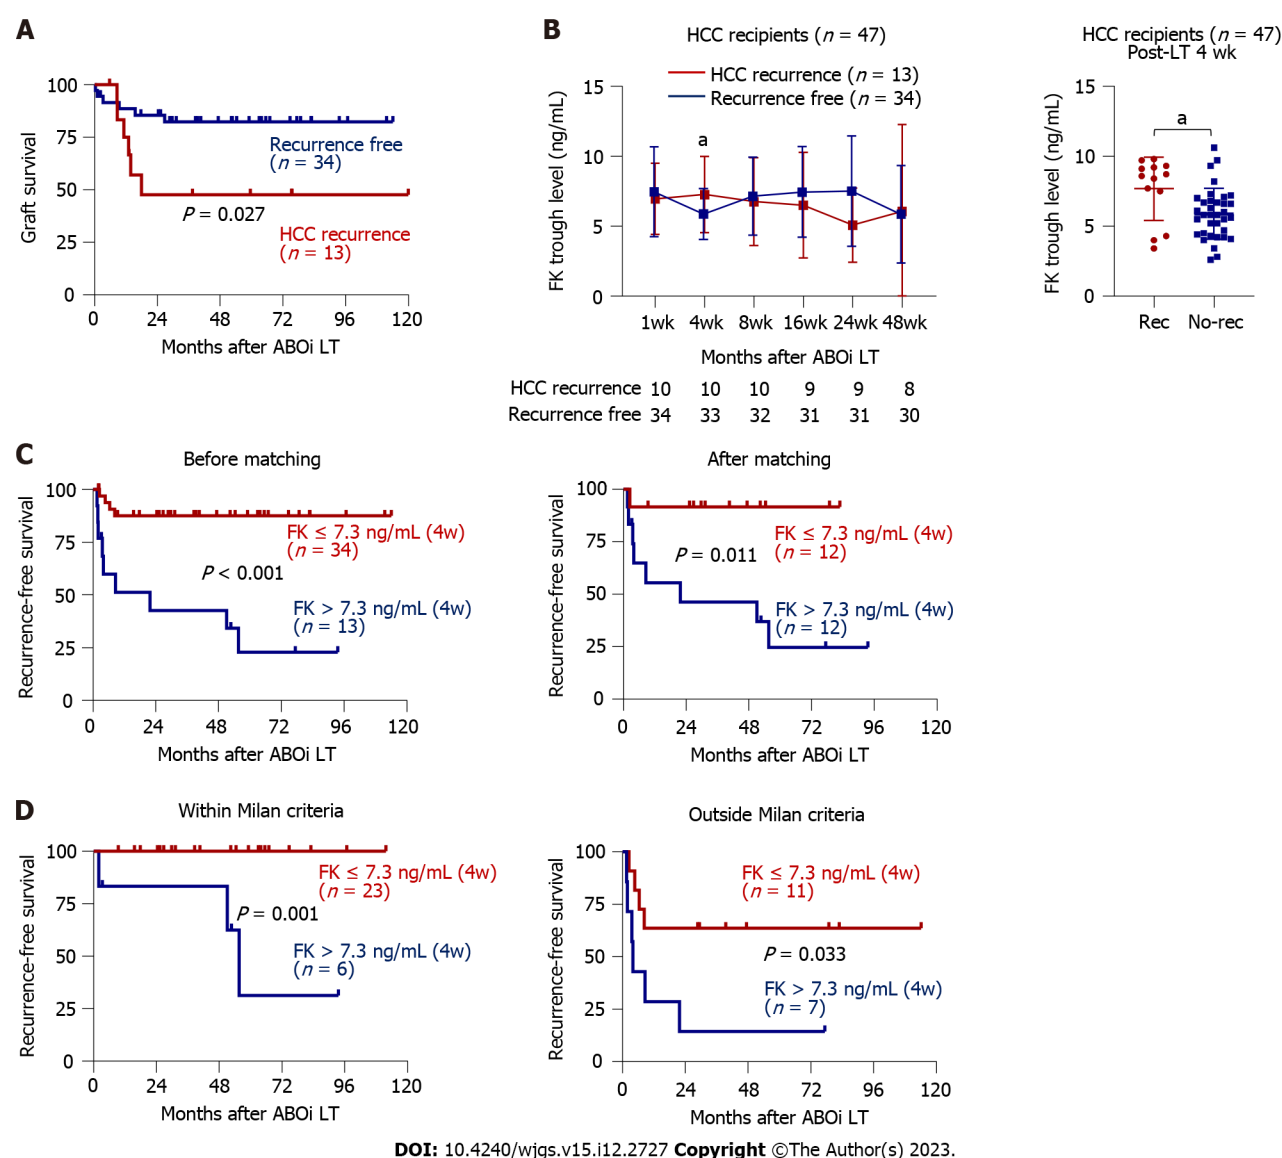 A
100
75
50
25
0
Graft survival
Recurrence free
(n = 34)
P = 0.027
HCC recurrence
(n = 13)
0 24 48 72 96 120
Months after ABOi LT
B
HCC recipients (n = 47)
HCC recurrence (n = 13)
Recurrence free (n = 34)
15
10
5
0
FK trough level (ng/mL)
a
1wk 4wk 8wk 16wk 24wk 48wk
Months after ABOi LT
HCC recurrence 10 10 10 9 9 8
Recurrence free 34 33 32 31 31 30
HCC recipients (n = 47)
Post-LT 4 wk
15
10
5
0
FK trough level (ng/mL)
a
Rec No-rec
C
Before matching
100
75
50
25
0
Recurrence-free survival
FK ≤ 7.3 ng/mL (4w)
(n = 34)
P < 0.001
FK > 7.3 ng/mL (4w)
(n = 13)
0 24 48 72 96 120
Months after ABOi LT
After matching
100
75
50
25
0
Recurrence-free survival
FK ≤ 7.3 ng/mL (4w)
(n = 12)
P = 0.011
FK > 7.3 ng/mL (4w)
(n = 12)
0 24 48 72 96 120
Months after ABOi LT
D
Within Milan criteria
100
75
50
25
0
Recurrence-free survival
FK ≤ 7.3 ng/mL (4w)
(n = 23)
P = 0.001
FK > 7.3 ng/mL (4w)
(n = 6)
0 24 48 72 96 120
Months after ABOi LT
Outside Milan criteria
100
75
50
25
0
Recurrence-free survival
FK ≤ 7.3 ng/mL (4w)
(n = 11)
P = 0.033
FK > 7.3 ng/mL (4w)
(n = 7)
0 24 48 72 96 120
Months after ABOi LT
DOI: 10.4240/wjgs.v15.i12.2727 Copyright ©The Author(s) 2023.